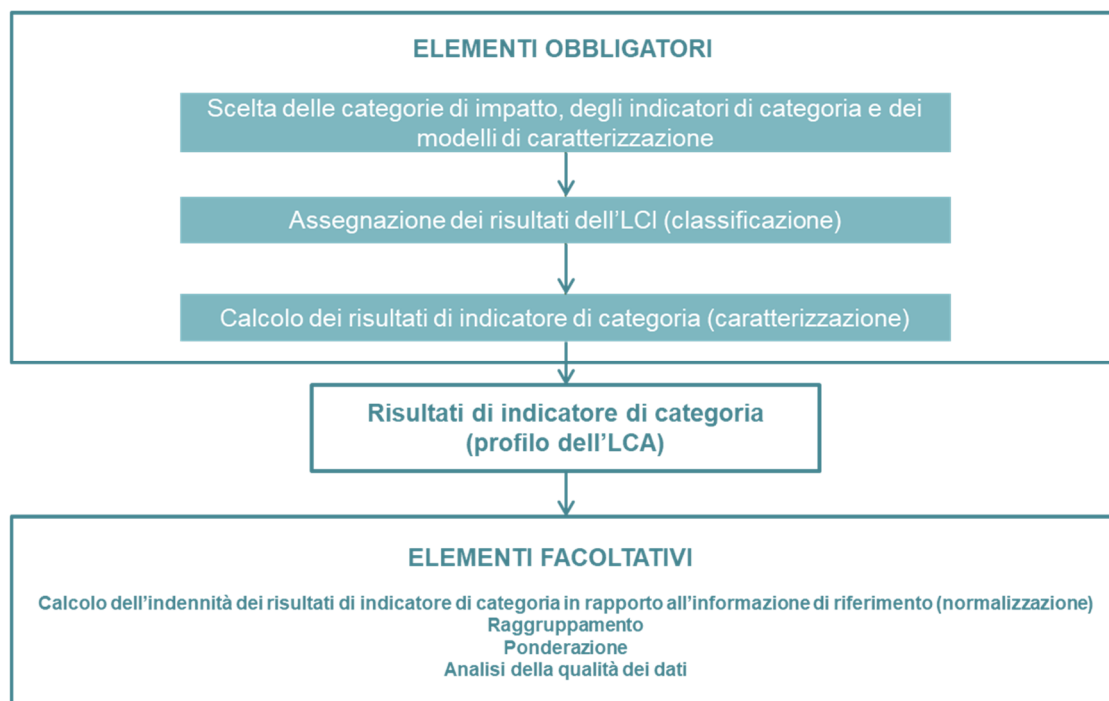 ELEMENTI OBBLIGATORI
Scelta delle categorie di impatto, degli indicatori di categoria e dei
modelli di caratterizzazione
Assegnazione dei risultati dell’LCI (classificazione)
Calcolo dei risultati di indicatore di categoria (caratterizzazione)
Risultati di indicatore di categoria
(profilo dell’LCA)
ELEMENTI FACOLTATIVI
Calcolo dell’indennità dei risultati di indicatore di categoria in rapporto all’informazione di riferimento (normalizzazione)
Raggruppamento
Ponderazione
Analisi della qualità dei dati